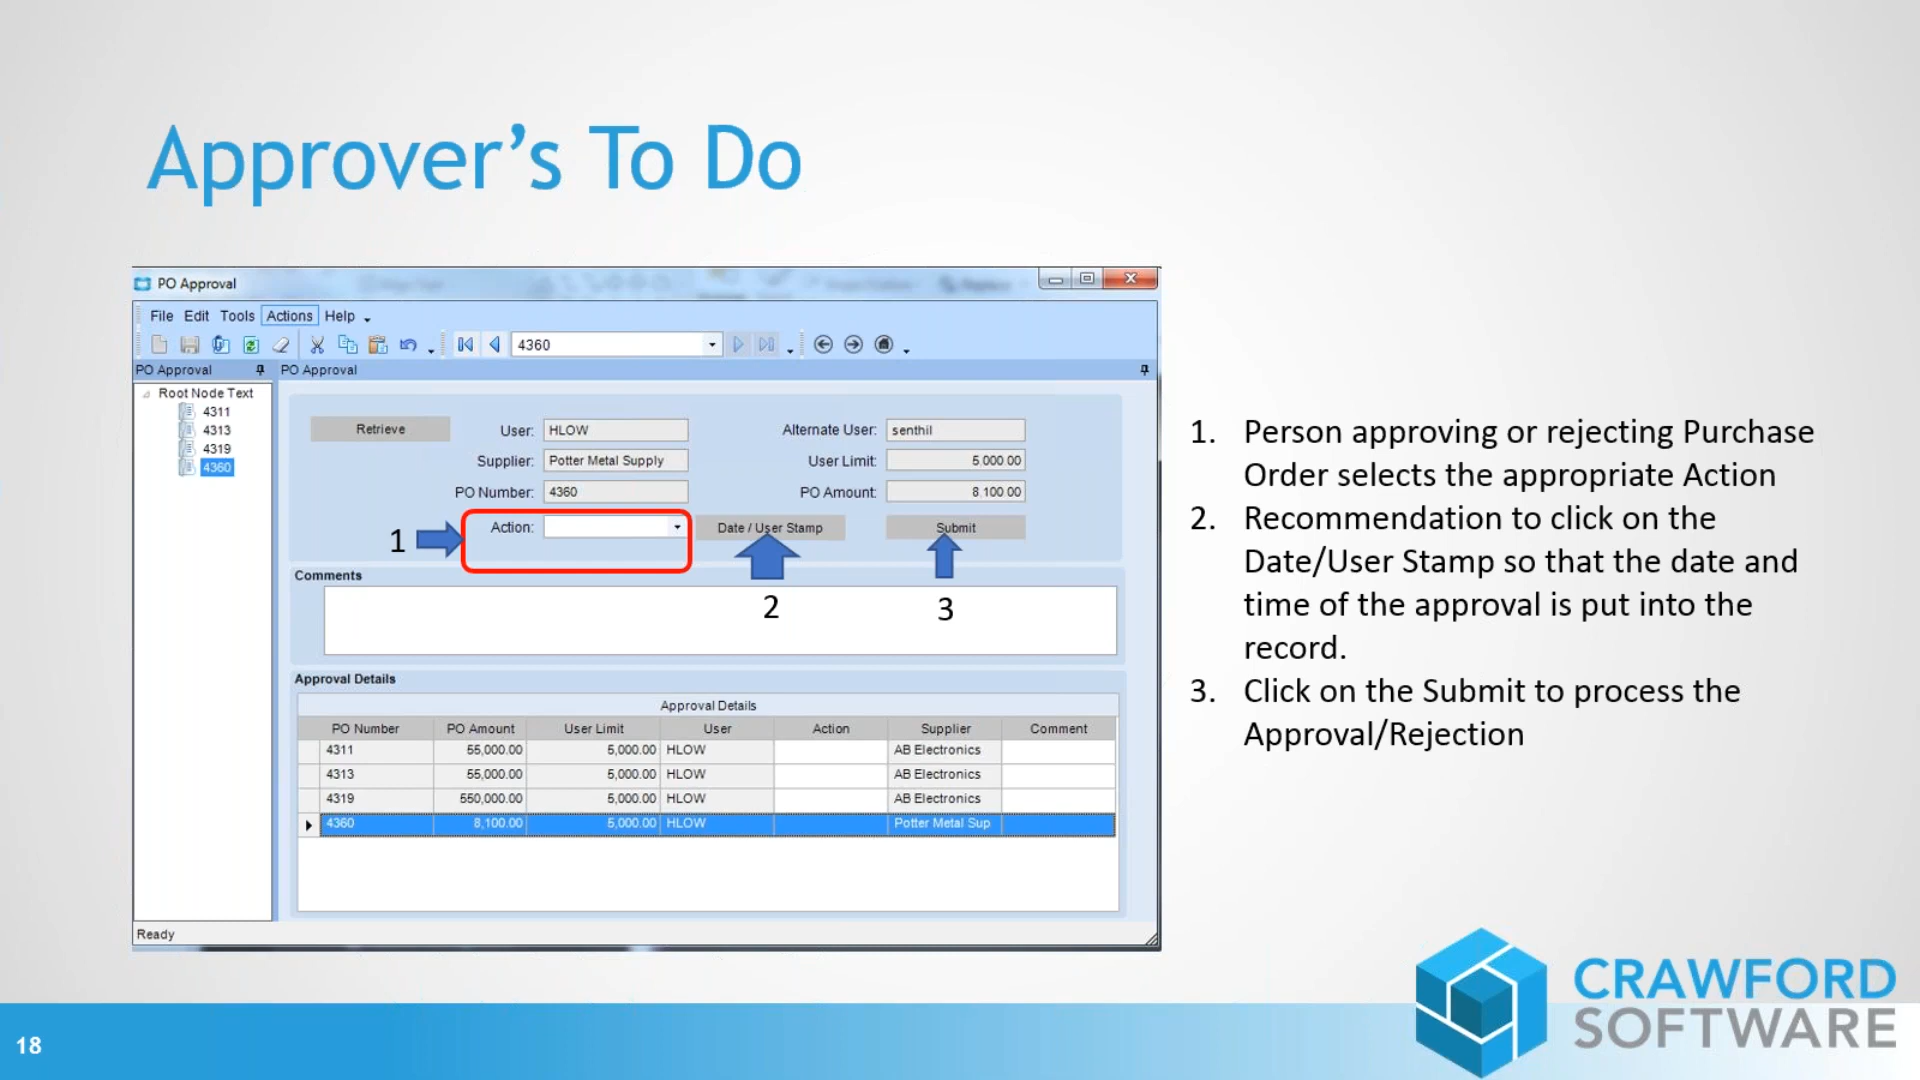 Approver's To Do
PO Approval
File Edit Tools Actions Help
4360
PO Approval
PO Approval
Root Node Text
4311
4313
4319
4360
Retrieve
User: HLOW
Alternate User: senthil
Supplier: Potter Metal Supply
User Limit: 5,000.00
PO Number: 4360
PO Amount: 8,100.00
1
Action:
Date / User Stamp
Submit
Comments
2
3
Approval Details
Approval Details
PO Number PO Amount User Limit User Action Supplier Comment
4311 55,000.00 5,000.00 HLOW AB Electronics
4313 55,000.00 5,000.00 HLOW AB Electronics
4319 550,000.00 5,000.00 HLOW AB Electronics
4360 8,100.00 5,000.00 HLOW Potter Metal Sup
Ready
1. Person approving or rejecting Purchase
Order selects the appropriate Action
2. Recommendation to click on the
Date/User Stamp so that the date and
time of the approval is put into the
record.
3. Click on the Submit to process the
Approval/Rejection
18
CRAWFORD
SOFTWARE